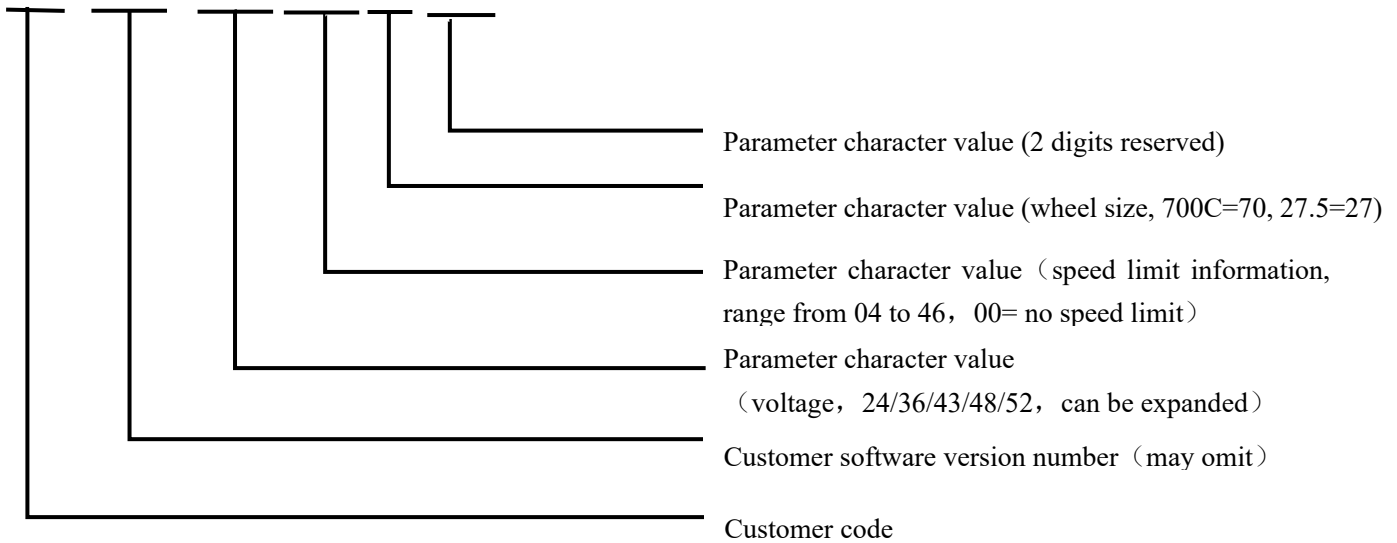 Parameter character value (2 digits reserved)
Parameter character value (wheel size, 700C=70, 27.5=27)
Parameter character value（speed limit information,
range from 04 to 46，00= no speed limit）
Parameter character value
（voltage，24/36/43/48/52，can be expanded）
Customer software version number（may omit）
Customer code